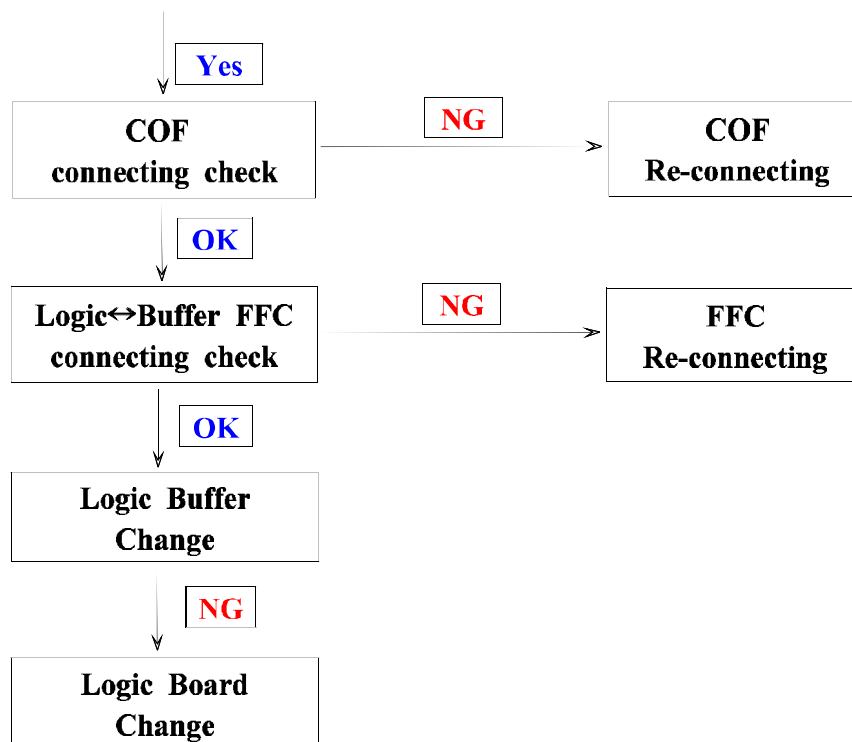 Yes
COF
connecting check
NG
COF
Re-connecting
OK
Logic↔Buffer FFC
connecting check
NG
FFC
Re-connecting
OK
Logic Buffer
Change
NG
Logic Board
Change